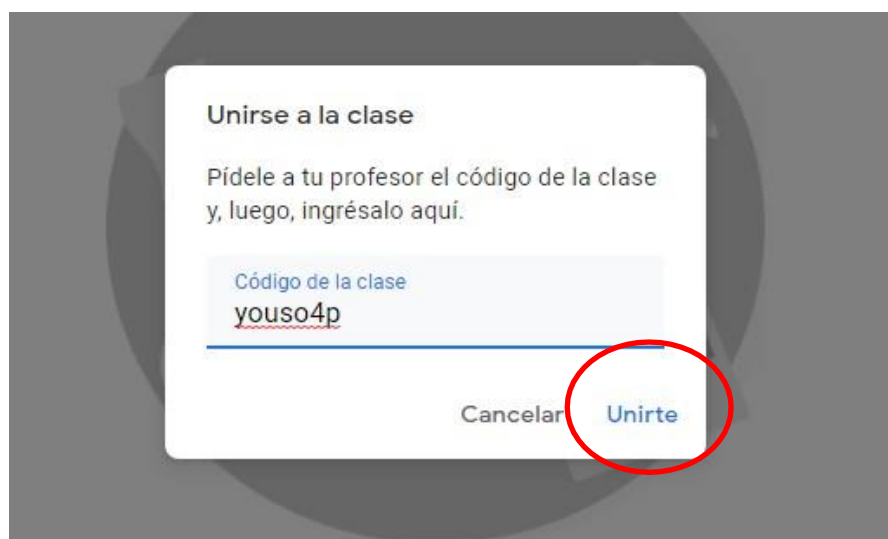 Unirse a la clase
Pídele a tu profesor el código de la clase
y, luego, ingrésalo aquí.
Código de la clase
youso4p
Cancelar Unirte